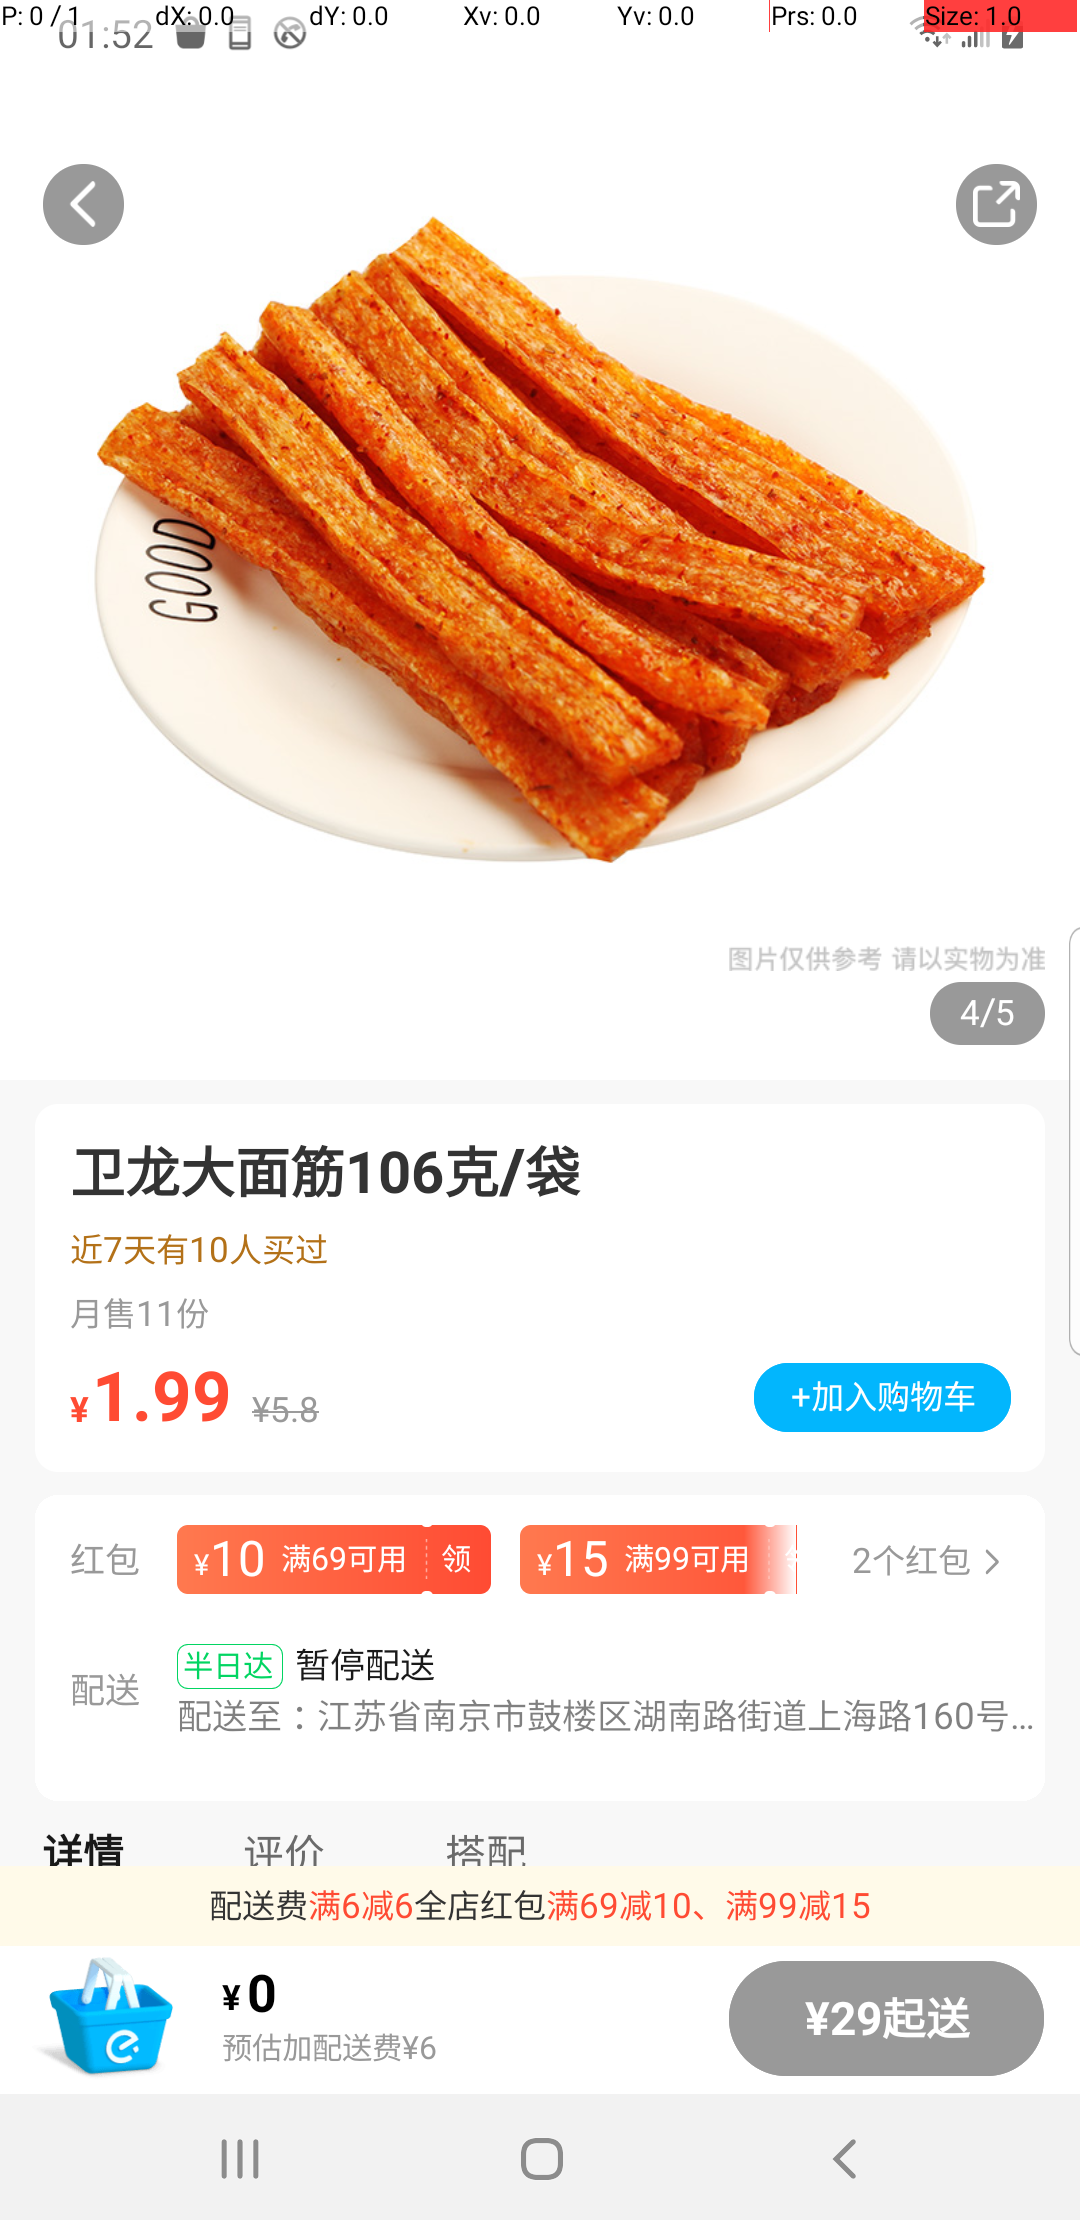 P: 0 / 1 dX: 0.0 dY: 0.0 Xv: 0.0 Yv: 0.0 Prs: 0.0 Size: 1.0
01:52
GOOD
图片仅供参考 请以实物为准
4/5
卫龙大面筋106克/袋
近7天有10人买过
月售11份
¥1.99 ¥5.8 +加入购物车
红包 ¥10 满69可用 领 ¥15 满99可用 2个红包
半日达 暂停配送
配送
配送至：江苏省南京市鼓楼区湖南路街道上海路160号...
详情 评价 搭配
配送费满6减6全店红包满69减10、满99减15
¥0
预估加配送费¥6
¥29起送